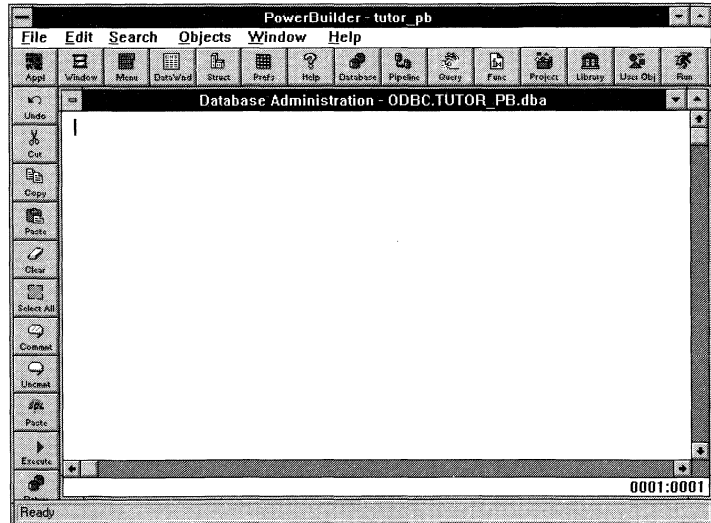 PowerBuilder - tutor_pb
File Edit Search Objects Window Help
Appl Window Menu DataWnd Struct Prefs Help Database Pipeline Query Func Project Library User Obj Run
Database Administration - ODBC.TUTOR_PB.dba
Undo
Cut
Copy
Paste
Clear
Select All
Comment
Uncmnt
SQL
Paste
Execute
0001:0001
Ready